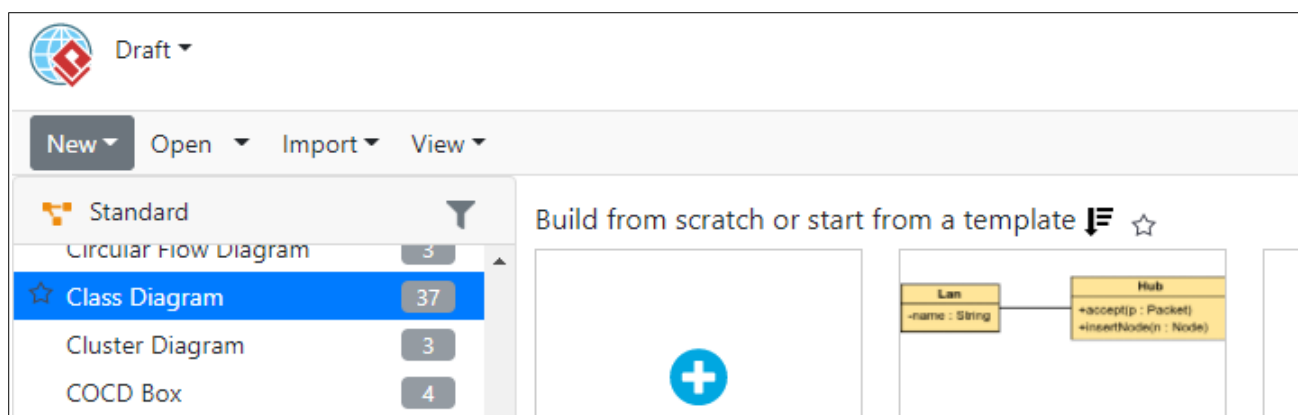 Draft
New Open Import View
Standard
Build from scratch or start from a template
Circular Flow Diagram 3
Class Diagram 37
Cluster Diagram 3
COCD Box 4
Lan
-name : String
Hub
+accept(p : Packet)
+insertNode(n : Node)